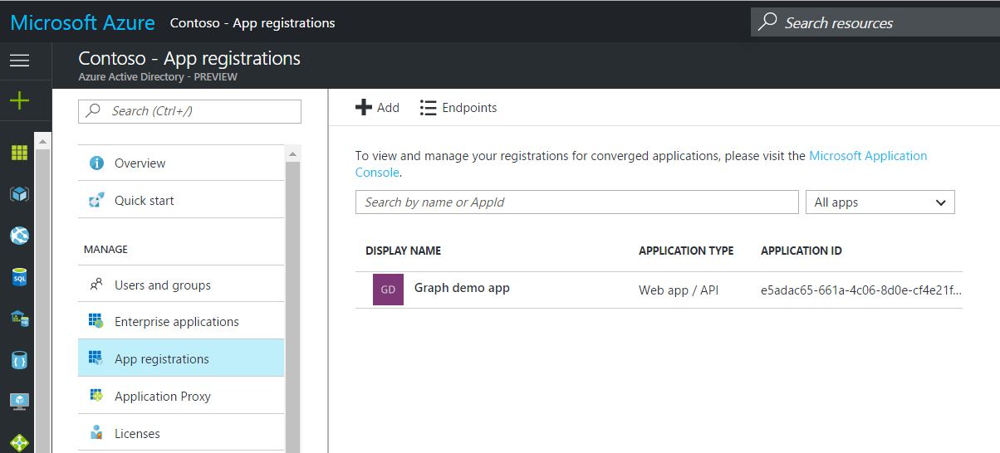 Microsoft Azure Contoso - App registrations Search resources
Contoso - App registrations
Azure Active Directory - PREVIEW
Search (Ctrl+/)
Overview
Quick start
MANAGE
Users and groups
Enterprise applications
App registrations
Application Proxy
Licenses
Add Endpoints
To view and manage your registrations for converged applications, please visit the Microsoft Application
Console.
Search by name or AppId All apps
DISPLAY NAME APPLICATION TYPE APPLICATION ID
GD Graph demo app Web app / API e5adac65-661a-4c06-8d0e-cf4e21f...
SQL